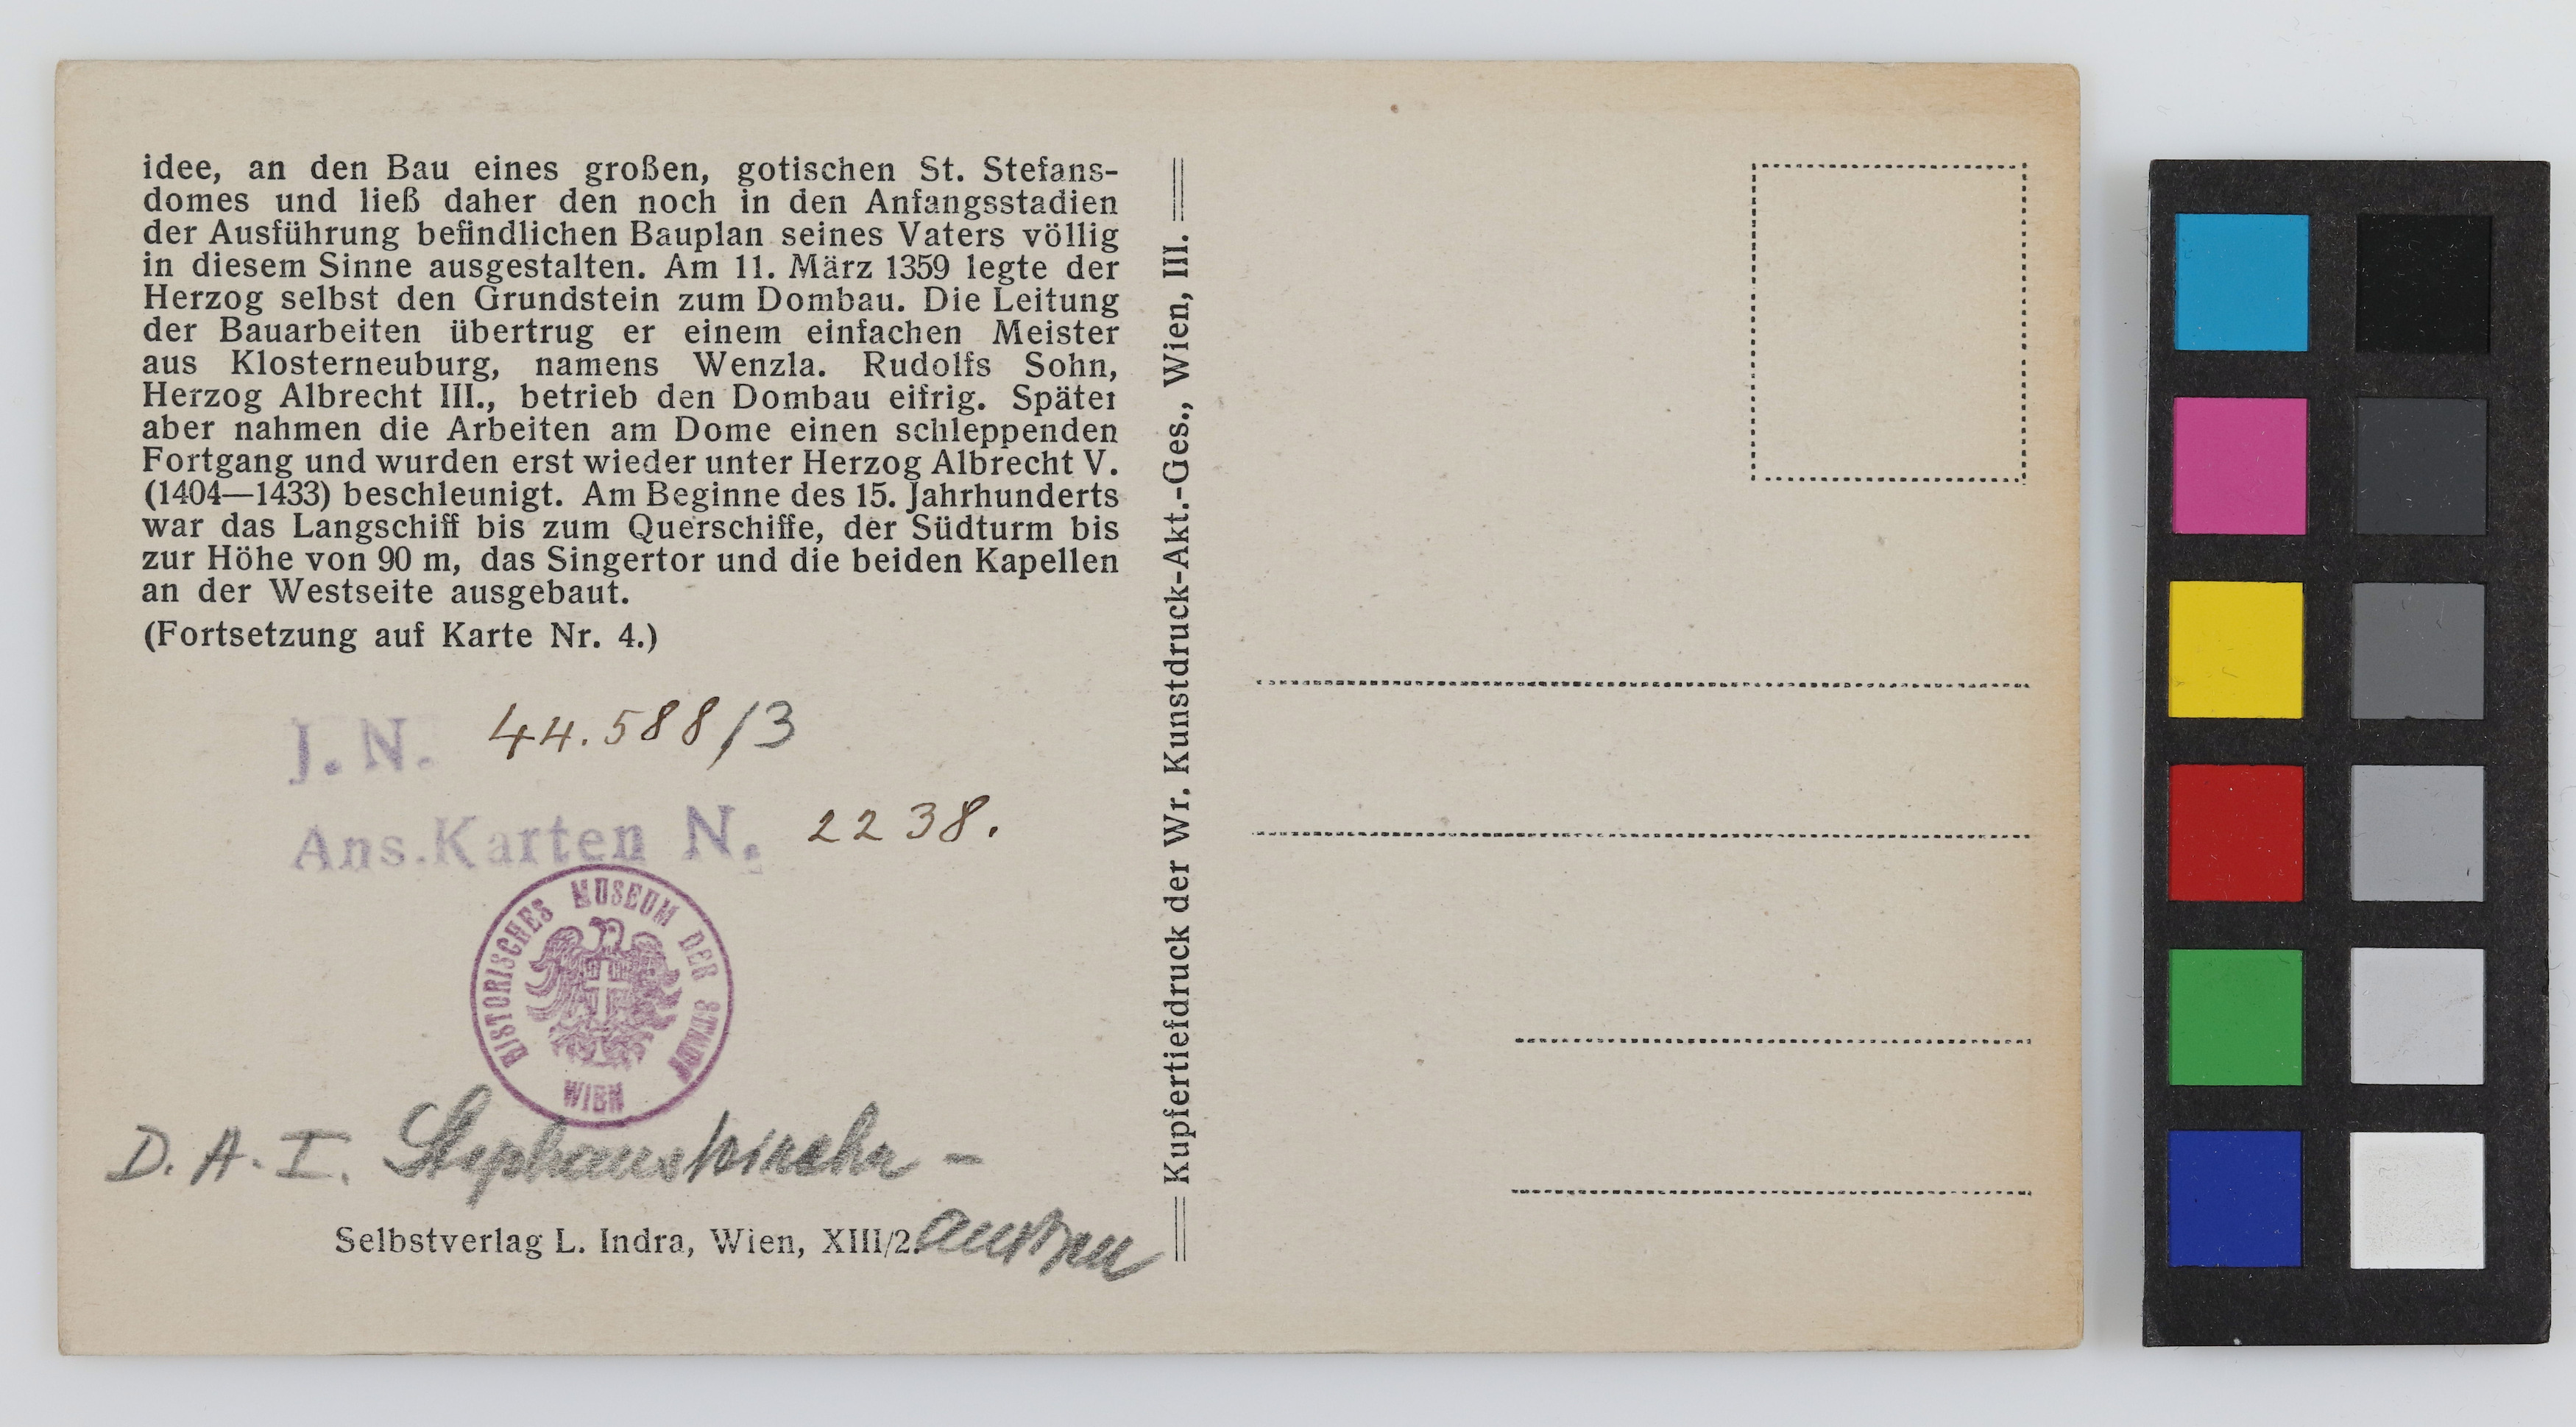 idee, an den Bau eines großen, gotischen St. Stefans-
domes und ließ daher den noch in den Anfangsstadien
der Ausführung befindlichen Bauplan seines Vaters völlig
in diesem Sinne ausgestalten. Am 11. März 1359 legte der
Herzog selbst den Grundstein zum Dombau. Die Leitung
der Bauarbeiten übertrug er einem einfachen Meister
aus Klosterneuburg, namens Wenzla. Rudolfs Sohn,
Herzog Albrecht III., betrieb den Dombau eifrig. Später
aber nahmen die Arbeiten am Dome einen schleppenden
Fortgang und wurden erst wieder unter Herzog Albrecht V.
(1404—1433) beschleunigt. Am Beginne des 15. Jahrhunderts
war das Langschiff bis zum Querschiffe, der Südturm bis
zur Höhe von 90 m, das Singertor und die beiden Kapellen
an der Westseite ausgebaut.
(Fortsetzung auf Karte Nr. 4.)
J. N. 44.588/3
Ans.Karten N. 2238.
HISTORISCHES MUSEUM DER STADT
WIEN
D. A. I. Stephanskirche -
Selbstverlag L. Indra, Wien, XIII/2.
Kupfertiefdruck der Wr. Kunstdruck-Akt.-Ges., Wien, III.